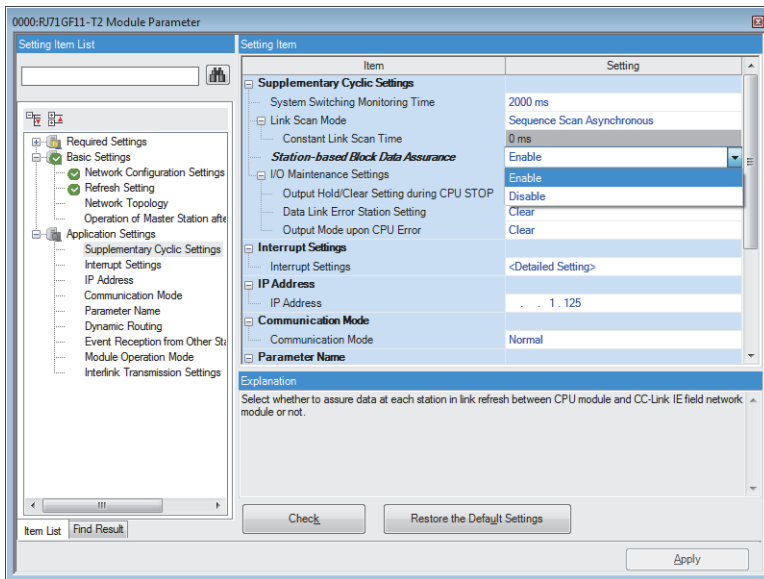 0000:RJ71GF11-T2 Module Parameter
Setting Item List
Required Settings
Basic Settings
Network Configuration Settings
Refresh Setting
Network Topology
Operation of Master Station afte
Application Settings
Supplementary Cyclic Settings
Interrupt Settings
IP Address
Communication Mode
Parameter Name
Dynamic Routing
Event Reception from Other Sta
Module Operation Mode
Interlink Transmission Settings
Item List Find Result
Setting Item
Item Setting
Supplementary Cyclic Settings
System Switching Monitoring Time 2000 ms
Link Scan Mode Sequence Scan Asynchronous
Constant Link Scan Time 0 ms
Station-based Block Data Assurance Enable
Enable
I/O Maintenance Settings
Disable
Output Hold/Clear Setting during CPU STOP
Data Link Error Station Setting Clear
Output Mode upon CPU Error Clear
Interrupt Settings
Interrupt Settings <Detailed Setting>
IP Address
IP Address . . 1 . 125
Communication Mode
Communication Mode Normal
Parameter Name
Explanation
Select whether to assure data at each station in link refresh between CPU module and CC-Link IE field network
module or not.
Check Restore the Default Settings
Apply